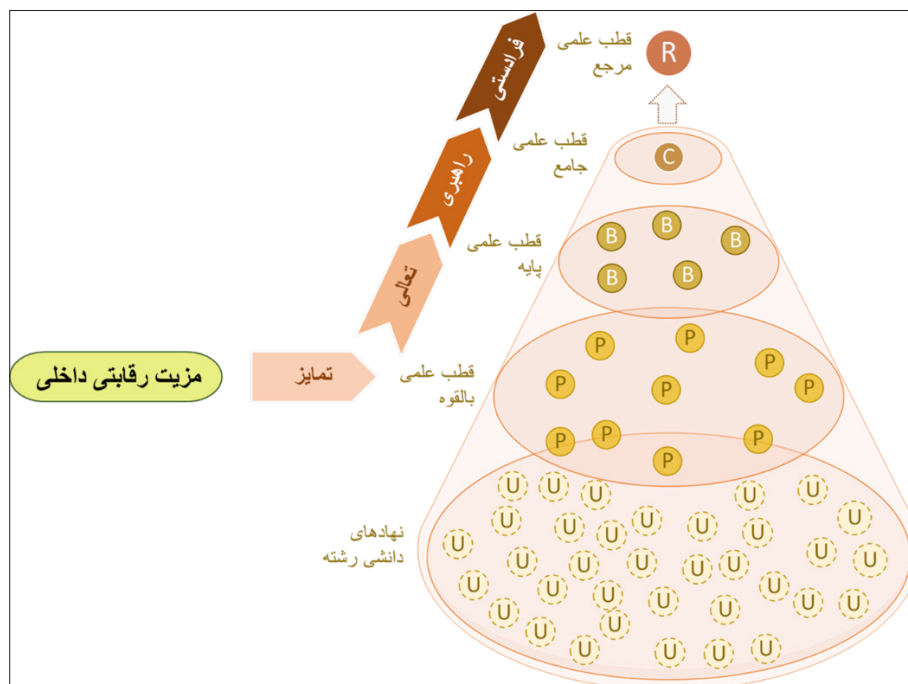 قطب علمی
مرجع
R
فرادستی
قطب علمی
جامع
C
راهبری
قطب علمی
پایه
B
B
B
B
B
تعالی
مزیت رقابتی داخلی
تمایز
قطب علمی
بالقوه
P
P
P
P
P
P
P
P
P
P
نهادهای
دانشی رشته
U U U U U
U U U U U U U
U U U U U U U U
U U U U U U U
U U U U
U U U U